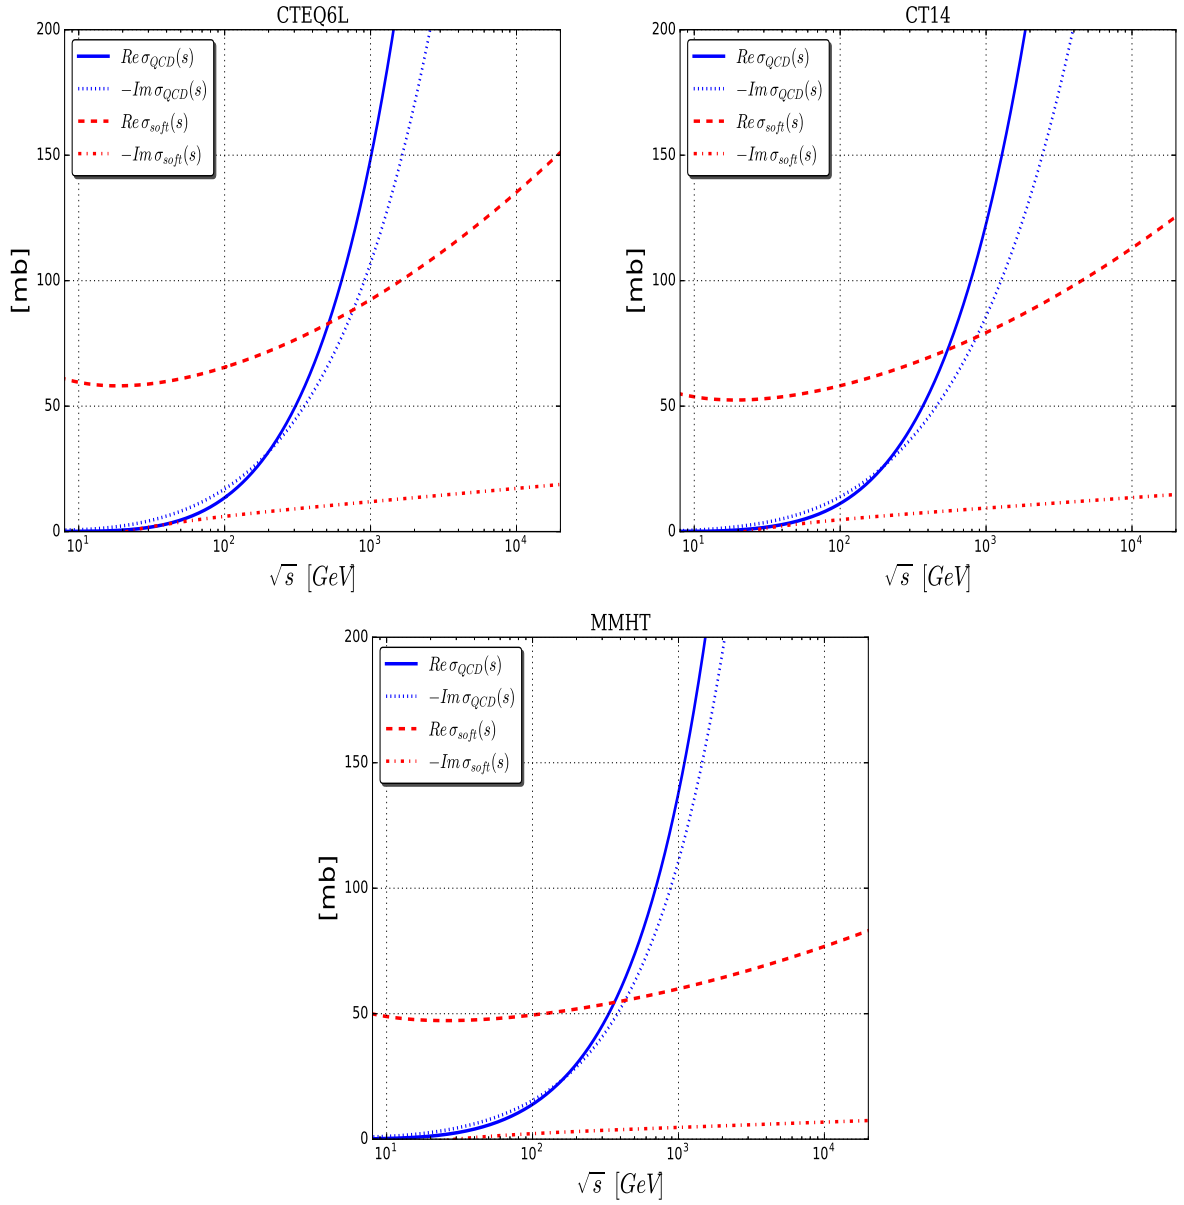 CTEQ6L
200
150
100
50
0
[mb]
Re σ_QCD(s)
−Im σ_QCD(s)
Re σ_soft(s)
−Im σ_soft(s)
10^1 10^2 10^3 10^4
√s [GeV]
CT14
200
150
100
50
0
[mb]
Re σ_QCD(s)
−Im σ_QCD(s)
Re σ_soft(s)
−Im σ_soft(s)
10^1 10^2 10^3 10^4
√s [GeV]
MMHT
200
150
100
50
0
[mb]
Re σ_QCD(s)
−Im σ_QCD(s)
Re σ_soft(s)
−Im σ_soft(s)
10^1 10^2 10^3 10^4
√s [GeV]